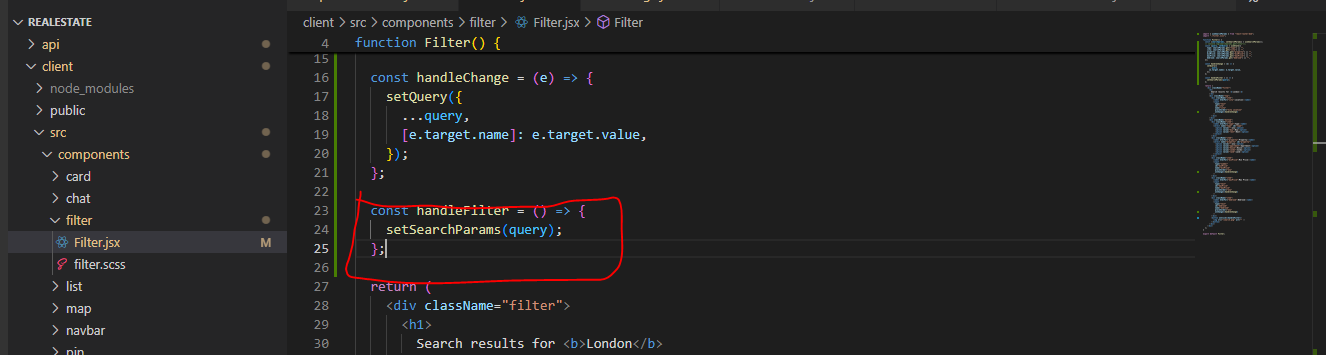 REALESTATE
api
client
node_modules
public
src
components
card
chat
filter
Filter.jsx M
filter.scss
list
map
navbar
pin
client > src > components > filter > Filter.jsx > Filter
4 function Filter() {
15
16 const handleChange = (e) => {
17 setQuery({
18 ...query,
19 [e.target.name]: e.target.value,
20 });
21 };
22
23 const handleFilter = () => {
24 setSearchParams(query);
25 };
26
27 return (
28 <div className="filter">
29 <h1>
30 Search results for <b>London</b>